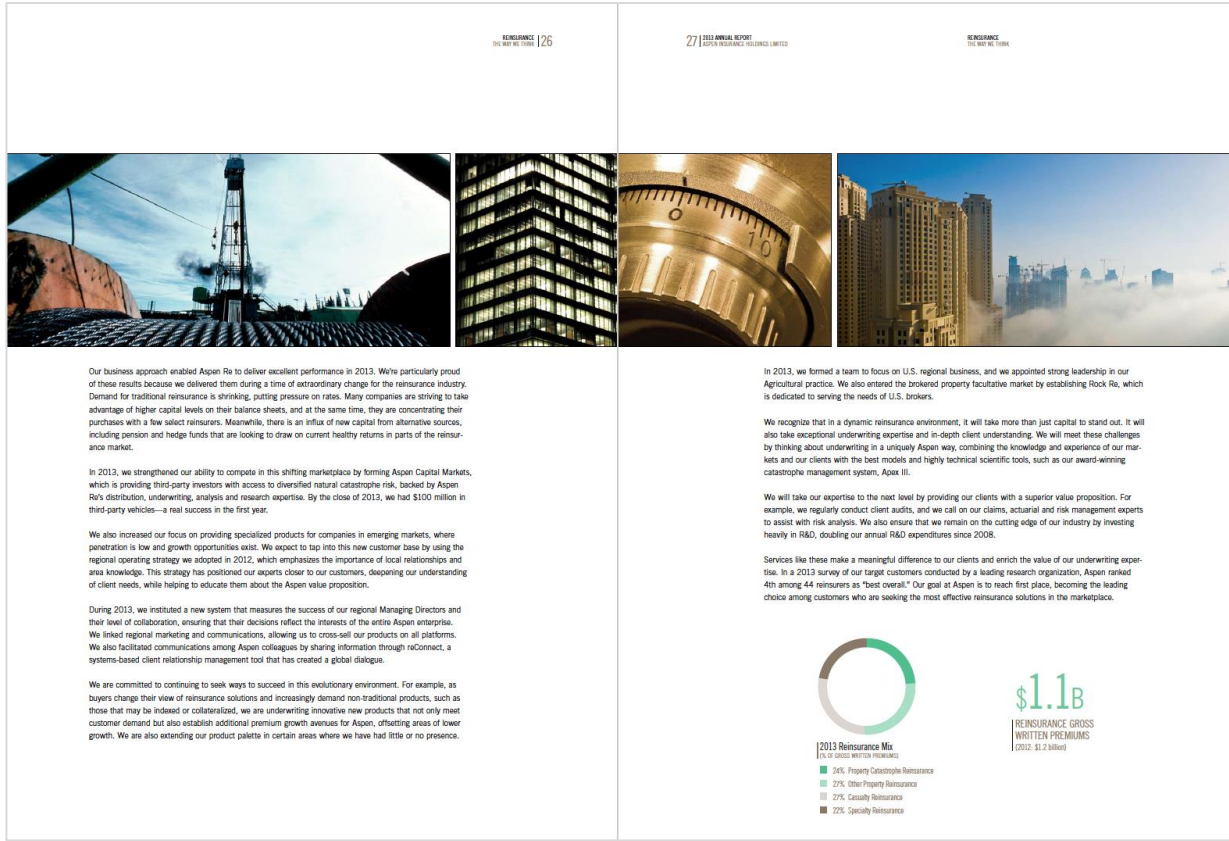 REINSURANCE
THE WAY WE THINK
26
27
2013 ANNUAL REPORT
ASPEN INSURANCE HOLDINGS LIMITED
REINSURANCE
THE WAY WE THINK
0
10
Our business approach enabled Aspen Re to deliver excellent performance in 2013. We're particularly proud
of these results because we delivered them during a time of extraordinary change for the reinsurance industry.
Demand for traditional reinsurance is shrinking, putting pressure on rates. Many companies are striving to take
advantage of higher capital levels on their balance sheets, and at the same time, they are concentrating their
purchases with a few select reinsurers. Meanwhile, there is an influx of new capital from alternative sources,
including pension and hedge funds that are looking to draw on current healthy returns in parts of the reinsur-
ance market.
In 2013, we strengthened our ability to compete in this shifting marketplace by forming Aspen Capital Markets,
which is providing third-party investors with access to diversified natural catastrophe risk, backed by Aspen
Re's distribution, underwriting, analysis and research expertise. By the close of 2013, we had $100 million in
third-party vehicles—a real success in the first year.
We also increased our focus on providing specialized products for companies in emerging markets, where
penetration is low and growth opportunities exist. We expect to tap into this new customer base by using the
regional operating strategy we adopted in 2012, which emphasizes the importance of local relationships and
area knowledge. This strategy has positioned our experts closer to our customers, deepening our understanding
of client needs, while helping to educate them about the Aspen value proposition.
During 2013, we instituted a new system that measures the success of our regional Managing Directors and
their level of collaboration, ensuring that their decisions reflect the interests of the entire Aspen enterprise.
We linked regional marketing and communications, allowing us to cross-sell our products on all platforms.
We also facilitated communications among Aspen colleagues by sharing information through reConnect, a
systems-based client relationship management tool that has created a global dialogue.
We are committed to continuing to seek ways to succeed in this evolutionary environment. For example, as
buyers change their view of reinsurance solutions and increasingly demand non-traditional products, such as
those that may be indexed or collateralized, we are underwriting innovative new products that not only meet
customer demand but also establish additional premium growth avenues for Aspen, offsetting areas of lower
growth. We are also extending our product palette in certain areas where we have had little or no presence.
In 2013, we formed a team to focus on U.S. regional business, and we appointed strong leadership in our
Agricultural practice. We also entered the brokered property facultative market by establishing Rock Re, which
is dedicated to serving the needs of U.S. brokers.
We recognize that in a dynamic reinsurance environment, it will take more than just capital to stand out. It will
also take exceptional underwriting expertise and in-depth client understanding. We will meet these challenges
by thinking about underwriting in a uniquely Aspen way, combining the knowledge and experience of our mar-
kets and our clients with the best models and highly technical scientific tools, such as our award-winning
catastrophe management system, Apex III.
We will take our expertise to the next level by providing our clients with a superior value proposition. For
example, we regularly conduct client audits, and we call on our claims, actuarial and risk management experts
to assist with risk analysis. We also ensure that we remain on the cutting edge of our industry by investing
heavily in R&D, doubling our annual R&D expenditures since 2008.
Services like these make a meaningful difference to our clients and enrich the value of our underwriting exper-
tise. In a 2013 survey of our target customers conducted by a leading research organization, Aspen ranked
4th among 44 reinsurers as "best overall." Our goal at Aspen is to reach first place, becoming the leading
choice among customers who are seeking the most effective reinsurance solutions in the marketplace.
2013 Reinsurance Mix
(% OF GROSS WRITTEN PREMIUMS)
24% Property Catastrophe Reinsurance
27% Other Property Reinsurance
27% Casualty Reinsurance
22% Specialty Reinsurance
$1.1B
REINSURANCE GROSS
WRITTEN PREMIUMS
(2012: $1.2 billion)